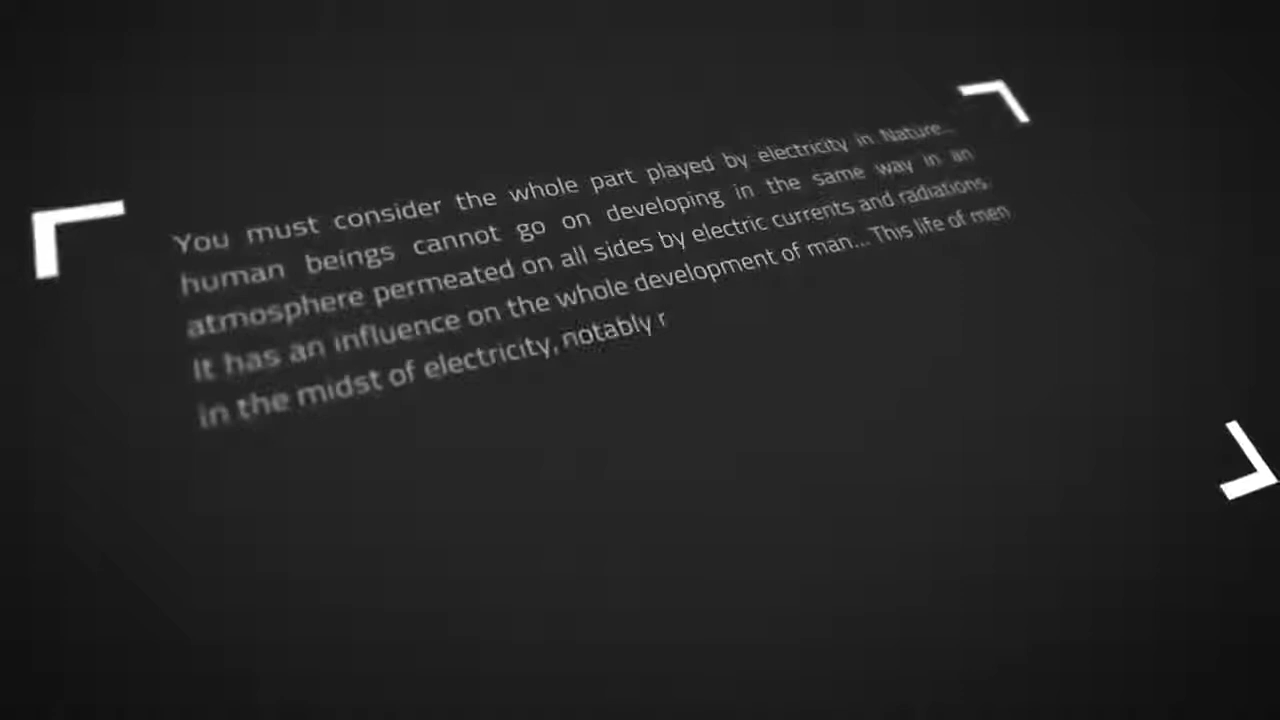 You must consider the whole part played by electricity in Nature...
human beings cannot go on developing in the same way in an
atmosphere permeated on all sides by electric currents and radiations.
It has an influence on the whole development of man... This life of men
in the midst of electricity, notably r